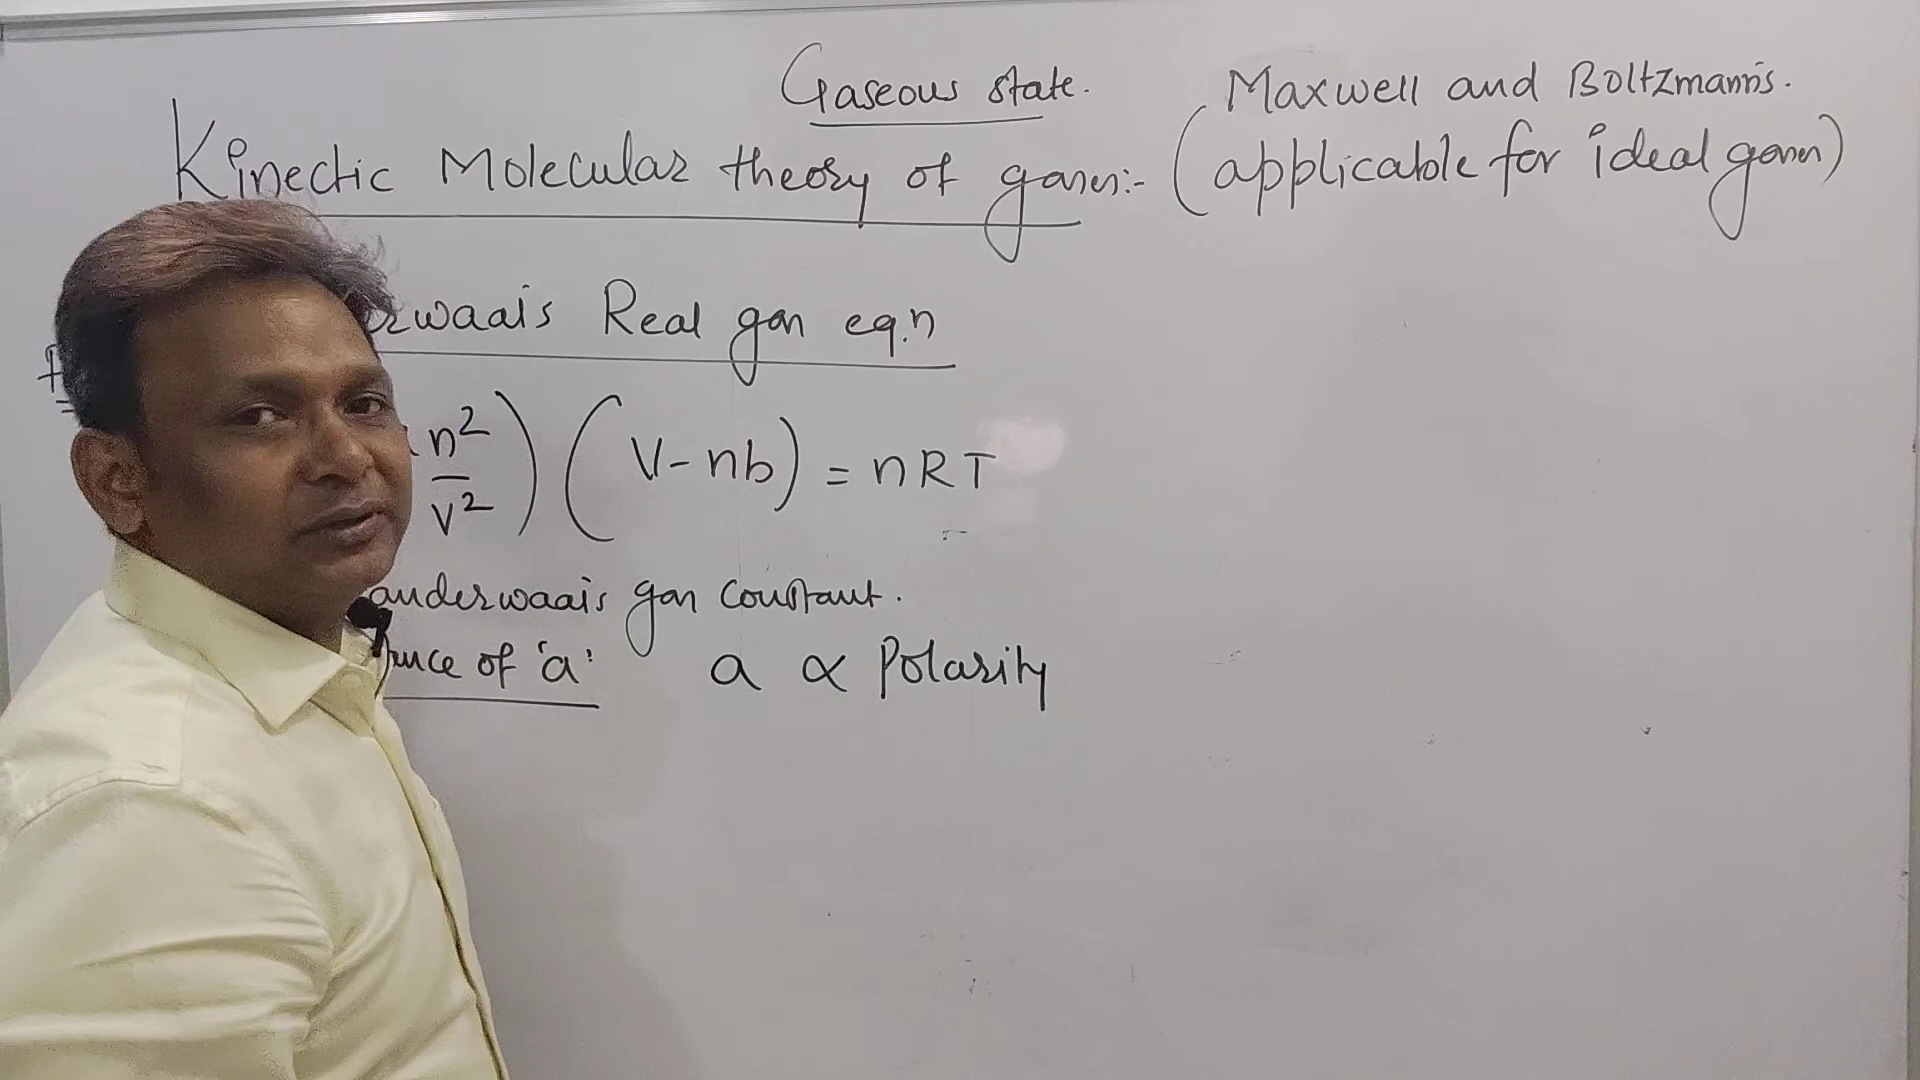 Gaseous state.
Maxwell and Boltzmann's.
Kinectic Molecular theory of gases:- (applicable for ideal gases)
erwaals Real gas eq.n
n²/v²) (V-nb) = nRT
anderwaals gas constant.
of 'a' a ∝ Polarity